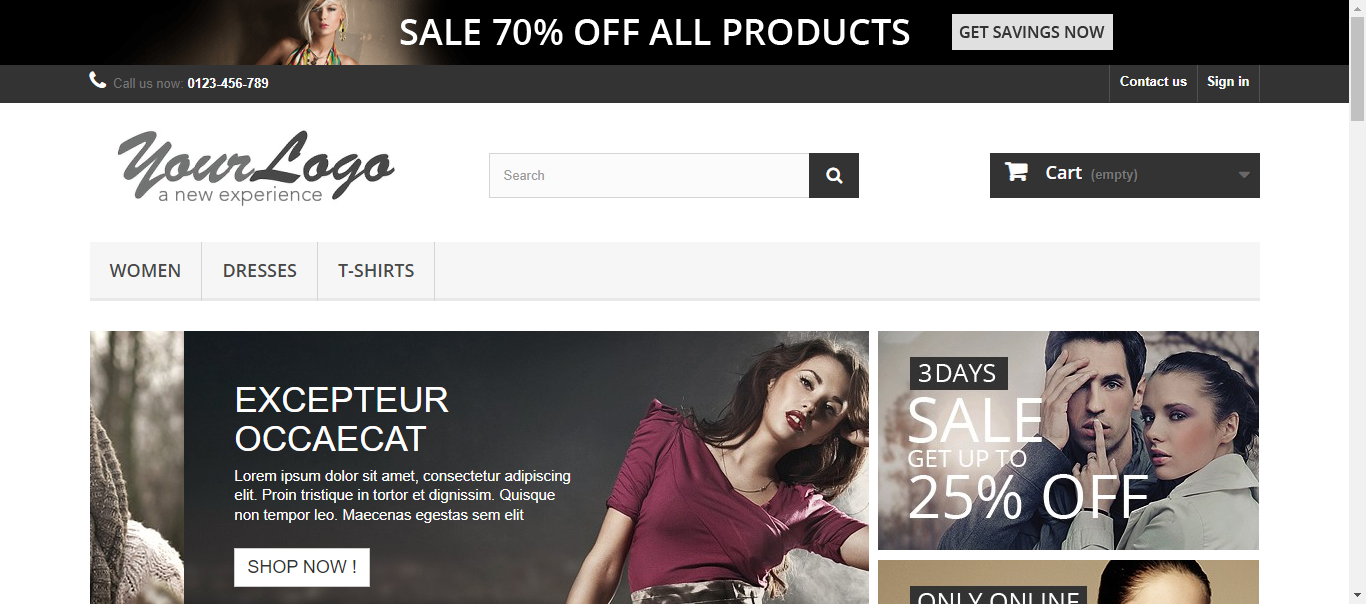 SALE 70% OFF ALL PRODUCTS
GET SAVINGS NOW
Call us now: 0123-456-789
Contact us
Sign in
YourLogo
a new experience
Search
Cart (empty)
WOMEN
DRESSES
T-SHIRTS
EXCEPTEUR
OCCAECAT
Lorem ipsum dolor sit amet, consectetur adipiscing
elit. Proin tristique in tortor et dignissim. Quisque
non tempor leo. Maecenas egestas sem elit
SHOP NOW !
3 DAYS
SALE
GET UP TO
25% OFF
ONLY ONLINE